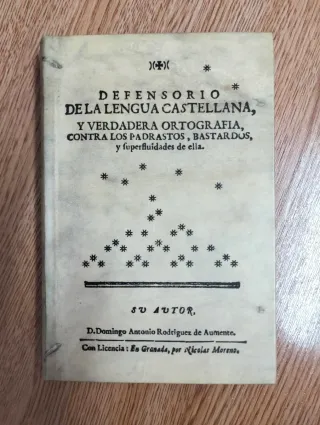 DEFENSORIO
DE LA LENGUA CASTELLANA,
Y VERDADERA ORTOGRAFIA,
CONTRA LOS PADRASTOS, BASTARDOS,
y superfluidades de ella.
SU AUTOR,
D. Domingo Antonio Rodriguez de Aumente.
Con Licencia: En Granada, por Nicolas Moreno.